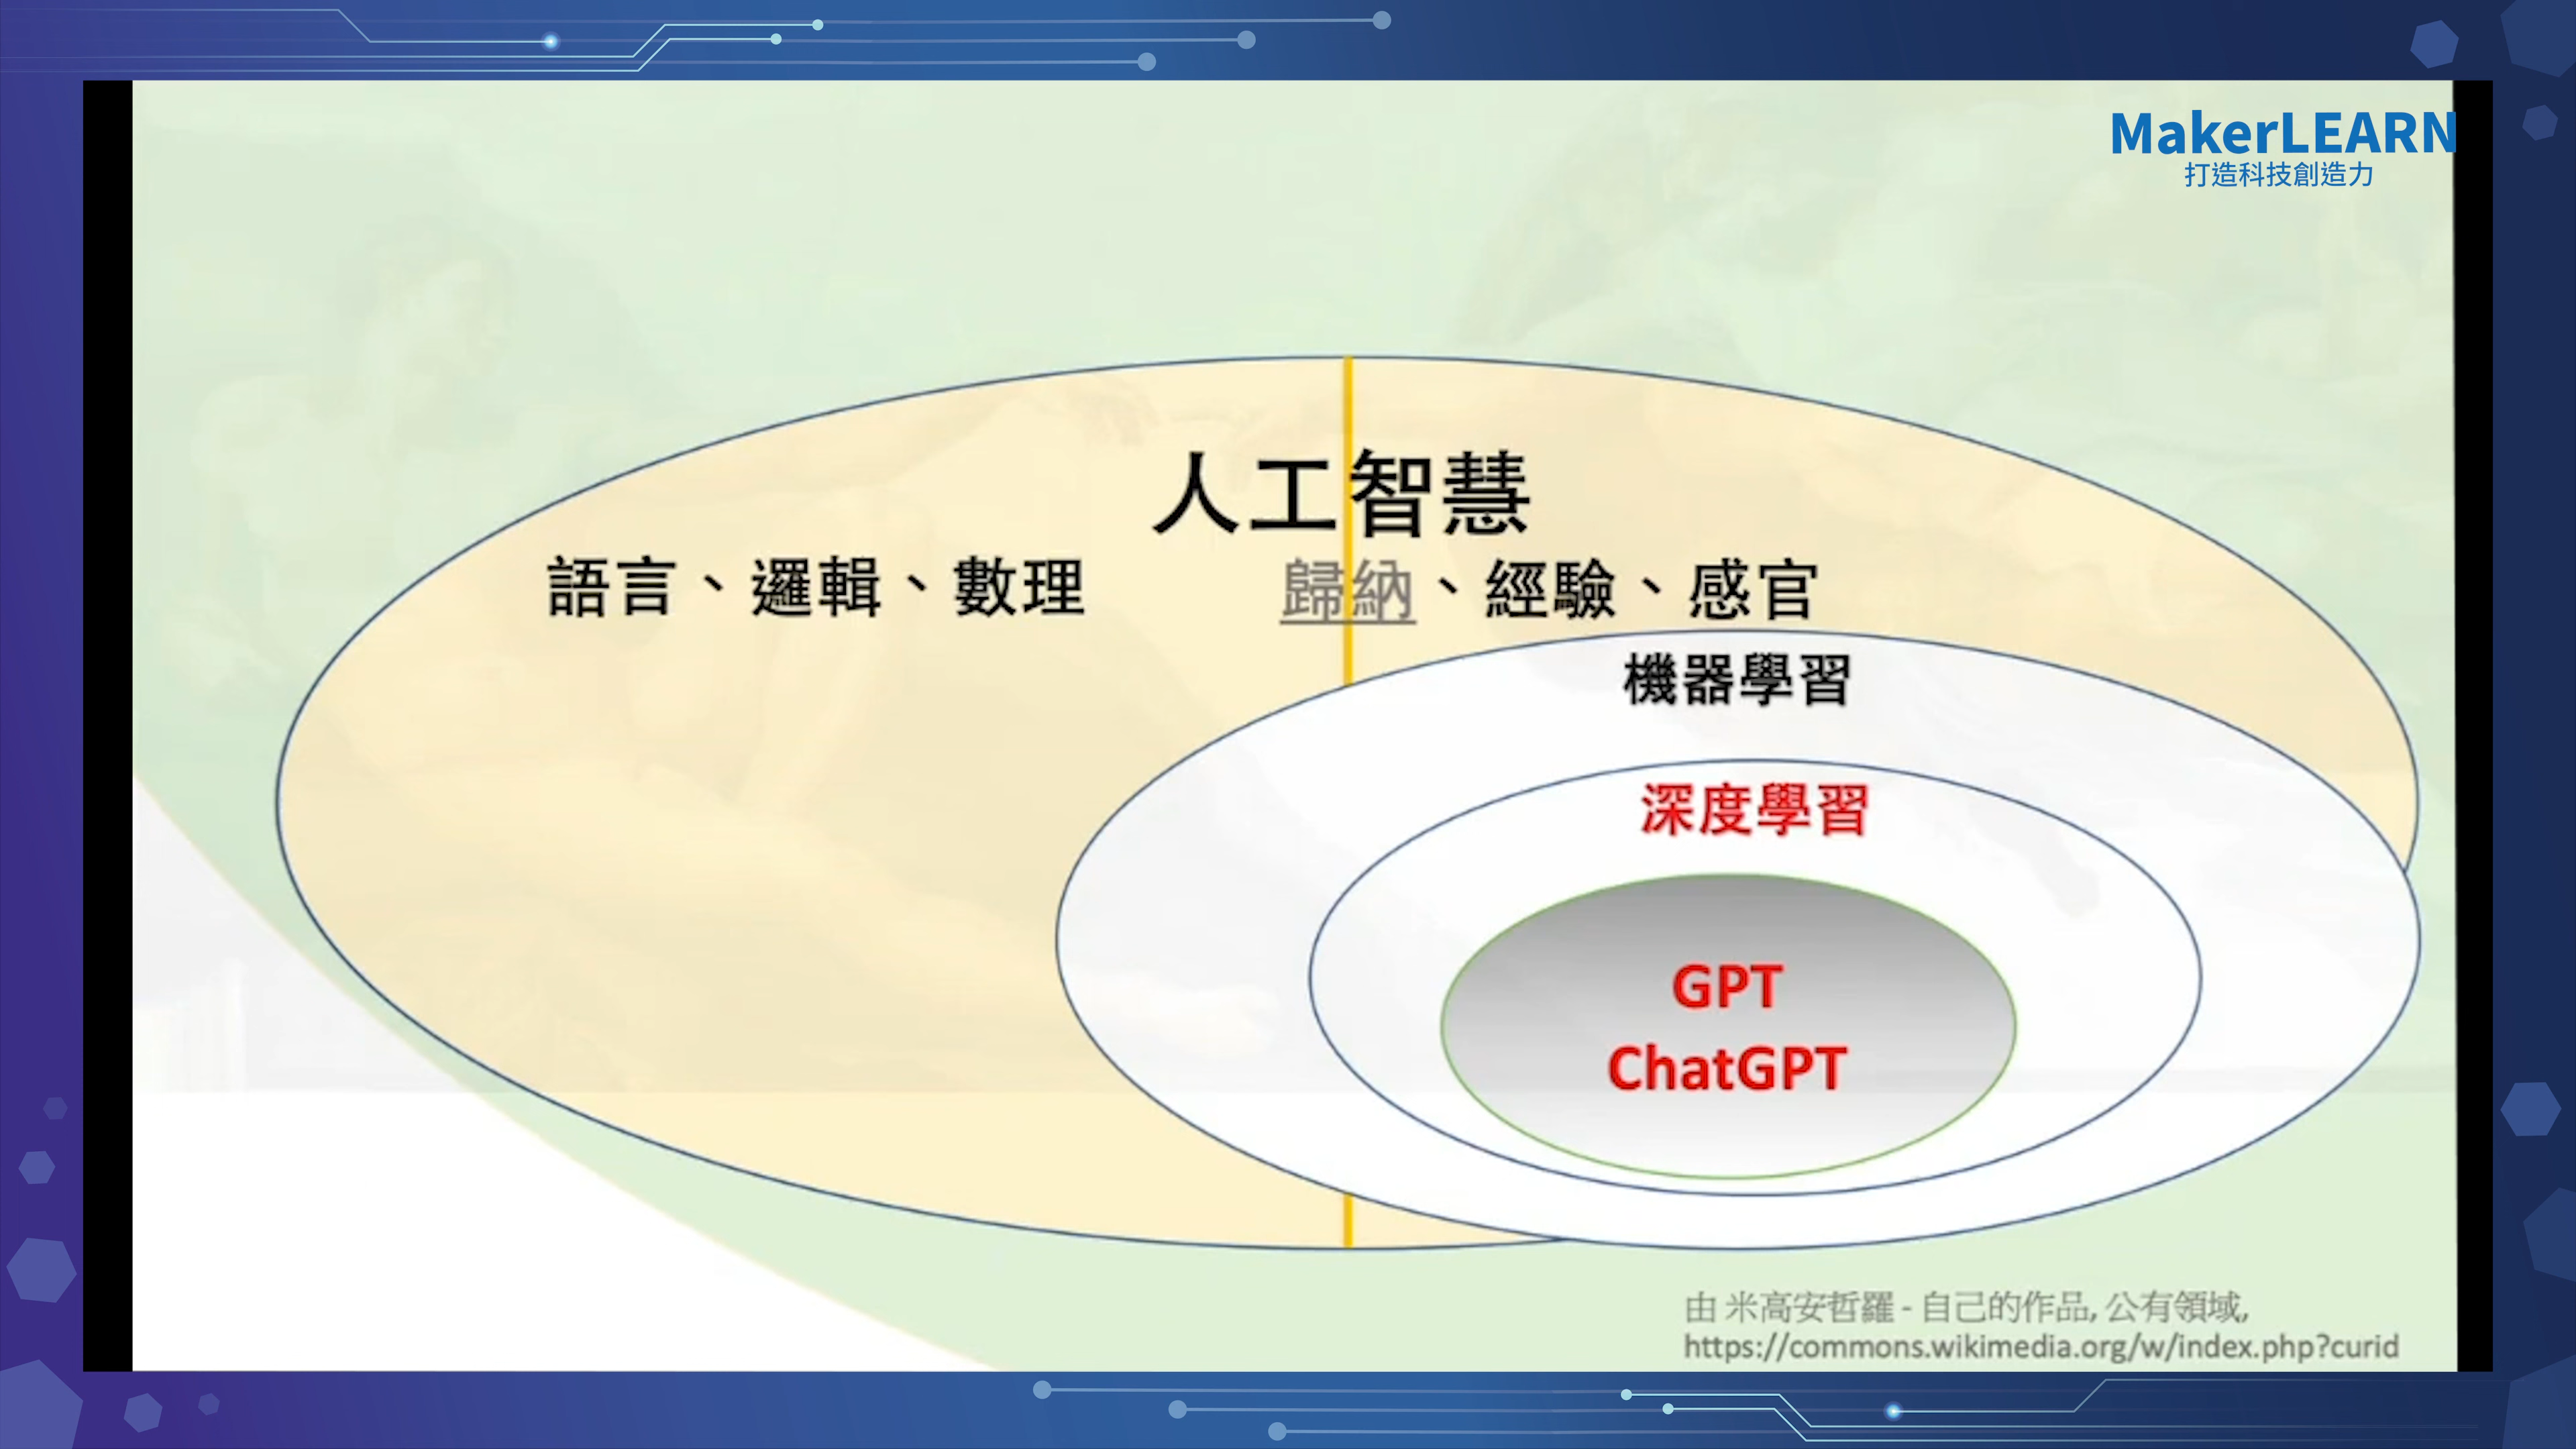 MakerLEARN
打造科技創造力
人工智慧
語言、邏輯、數理
歸納、經驗、感官
機器學習
深度學習
GPT
ChatGPT
由 米高安哲羅 - 自己的作品, 公有領域,
https://commons.wikimedia.org/w/index.php?curid